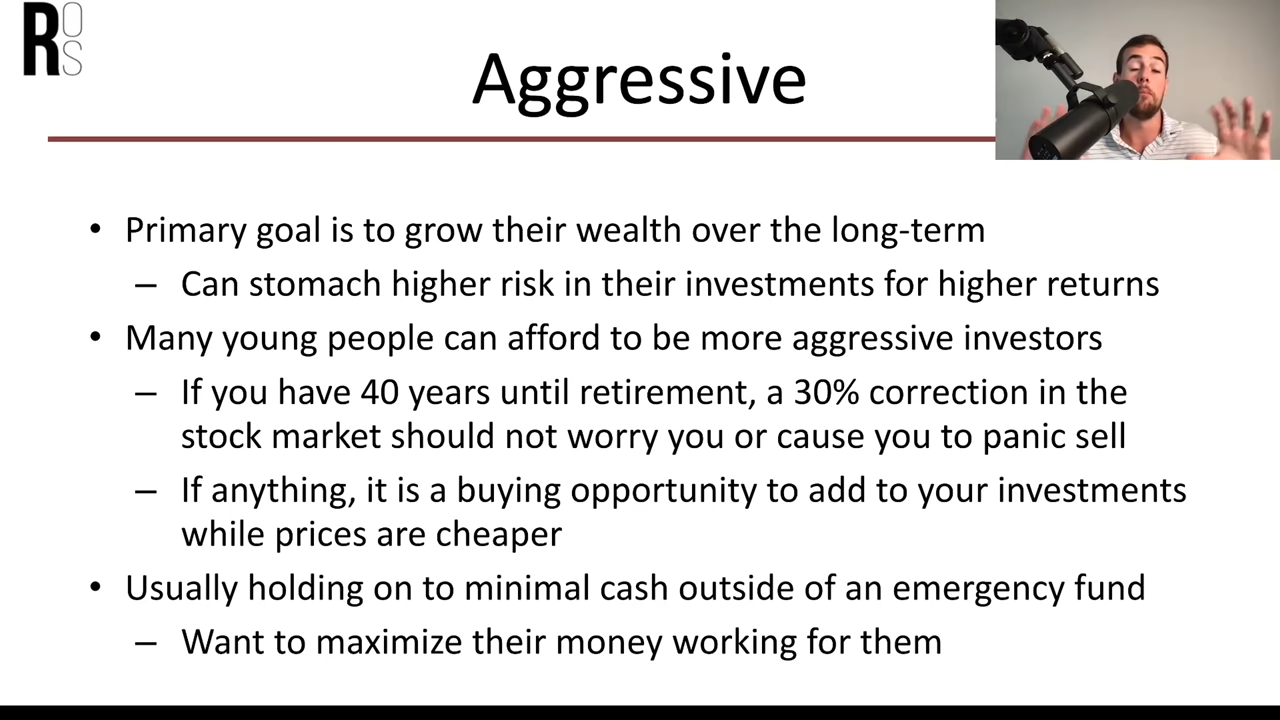 ROS
Aggressive
• Primary goal is to grow their wealth over the long-term
– Can stomach higher risk in their investments for higher returns
• Many young people can afford to be more aggressive investors
– If you have 40 years until retirement, a 30% correction in the
stock market should not worry you or cause you to panic sell
– If anything, it is a buying opportunity to add to your investments
while prices are cheaper
• Usually holding on to minimal cash outside of an emergency fund
– Want to maximize their money working for them